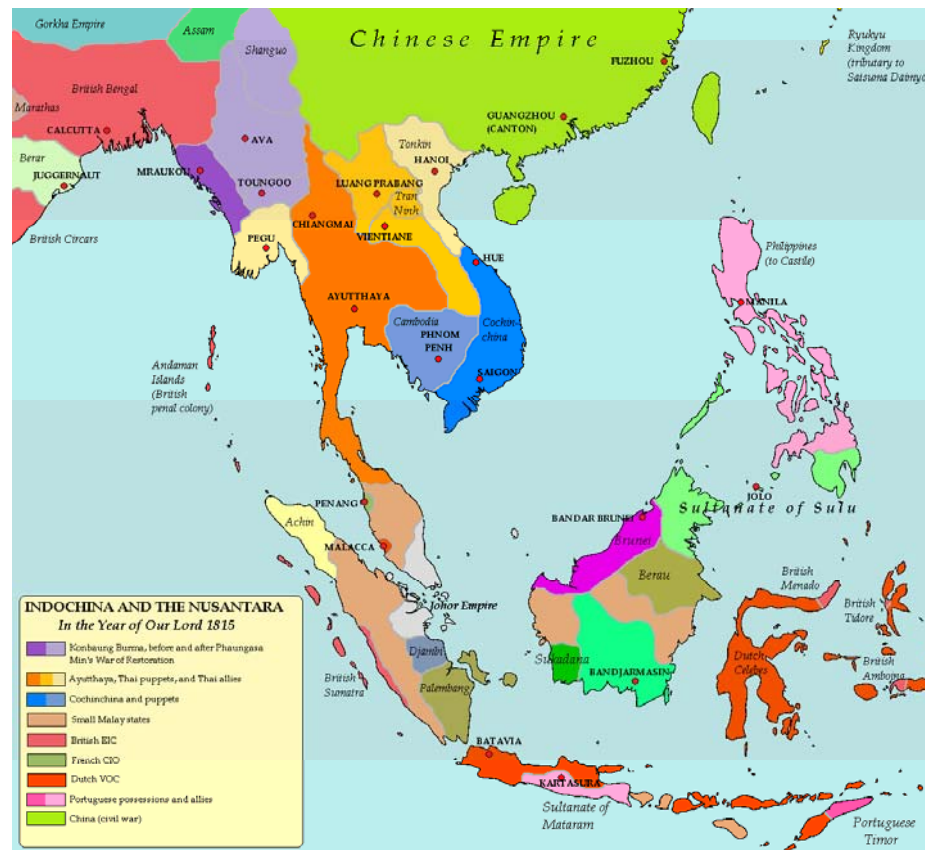 Gorkha Empire
Assam
Chinese Empire
Ryukyu
Kingdom
(tributary to
Satsuma Daimyo
Shanguo
FUZHOU
British Bengal
Marathas
GUANGZHOU
(CANTON)
CALCUTTA
AVA
Tonkin
HANOI
Berar
JUGGERNAUT
MRAUKOU
TOUNGOO
LUANG PRABANG
Tran
Ninh
CHIANGMAI
VIENTIANE
British Circars
PEGU
HUE
Philippines
(to Castile)
AYUTTHAYA
MANILA
Cambodia
PHNOM
PENH
Cochin-
china
Andaman
Islands
(British
penal colony)
SAIGON
PENANG
JOLO
Sultanate of Sulu
Achin
BANDAR BRUNEI
Brunei
MALACCA
Berau
British
Menado
Johor Empire
British
Tidore
Djambi
Sukadana
Dutch
Celebes
British
Sumatra
Palembang
BANDJARMASIN
British
Amboina
BATAVIA
KARTASURA
Sultanate of
Mataram
Portuguese
Timor
INDOCHINA AND THE NUSANTARA
In the Year of Our Lord 1815
Konbaung Burma, before and after Phaungasa
Min's War of Restoration
Ayutthaya, Thai puppets, and Thai allies
Cochinchina and puppets
Small Malay states
British EIC
French CIO
Dutch VOC
Portuguese possessions and allies
China (civil war)